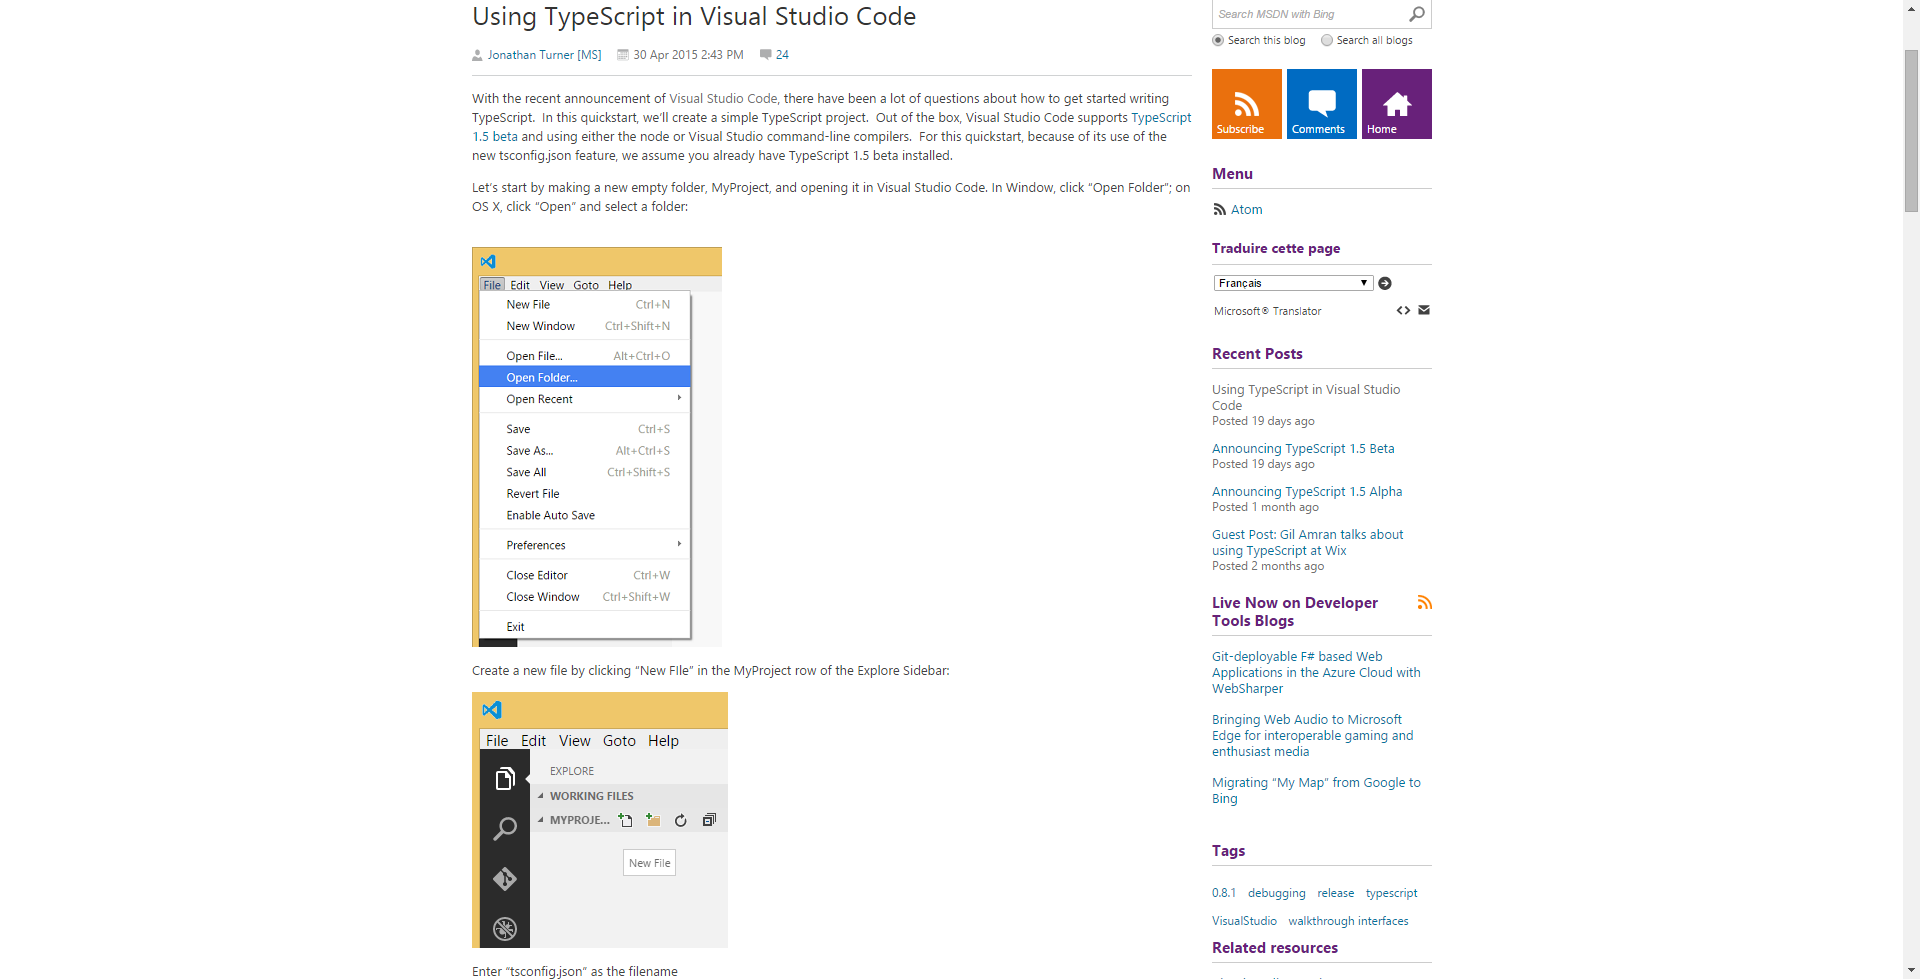 Using TypeScript in Visual Studio Code
Jonathan Turner [MS] 30 Apr 2015 2:43 PM 24
With the recent announcement of Visual Studio Code, there have been a lot of questions about how to get started writing
TypeScript.  In this quickstart, we'll create a simple TypeScript project.  Out of the box, Visual Studio Code supports TypeScript
1.5 beta and using either the node or Visual Studio command-line compilers.  For this quickstart, because of its use of the
new tsconfig.json feature, we assume you already have TypeScript 1.5 beta installed.
Let's start by making a new empty folder, MyProject, and opening it in Visual Studio Code. In Window, click “Open Folder”; on
OS X, click “Open” and select a folder:
File Edit View Goto Help
New File Ctrl+N
New Window Ctrl+Shift+N
Open File... Alt+Ctrl+O
Open Folder...
Open Recent
Save Ctrl+S
Save As... Alt+Ctrl+S
Save All Ctrl+Shift+S
Revert File
Enable Auto Save
Preferences
Close Editor Ctrl+W
Close Window Ctrl+Shift+W
Exit
Create a new file by clicking “New FIle” in the MyProject row of the Explore Sidebar:
File Edit View Goto Help
EXPLORE
WORKING FILES
MYPROJE...
New File
Enter “tsconfig.json” as the filename
Search MSDN with Bing
Search this blog Search all blogs
Subscribe Comments Home
Menu
Atom
Traduire cette page
Français
Microsoft® Translator
Recent Posts
Using TypeScript in Visual Studio
Code
Posted 19 days ago
Announcing TypeScript 1.5 Beta
Posted 19 days ago
Announcing TypeScript 1.5 Alpha
Posted 1 month ago
Guest Post: Gil Amran talks about
using TypeScript at Wix
Posted 2 months ago
Live Now on Developer
Tools Blogs
Git-deployable F# based Web
Applications in the Azure Cloud with
WebSharper
Bringing Web Audio to Microsoft
Edge for interoperable gaming and
enthusiast media
Migrating “My Map” from Google to
Bing
Tags
0.8.1 debugging release typescript
VisualStudio walkthrough interfaces
Related resources